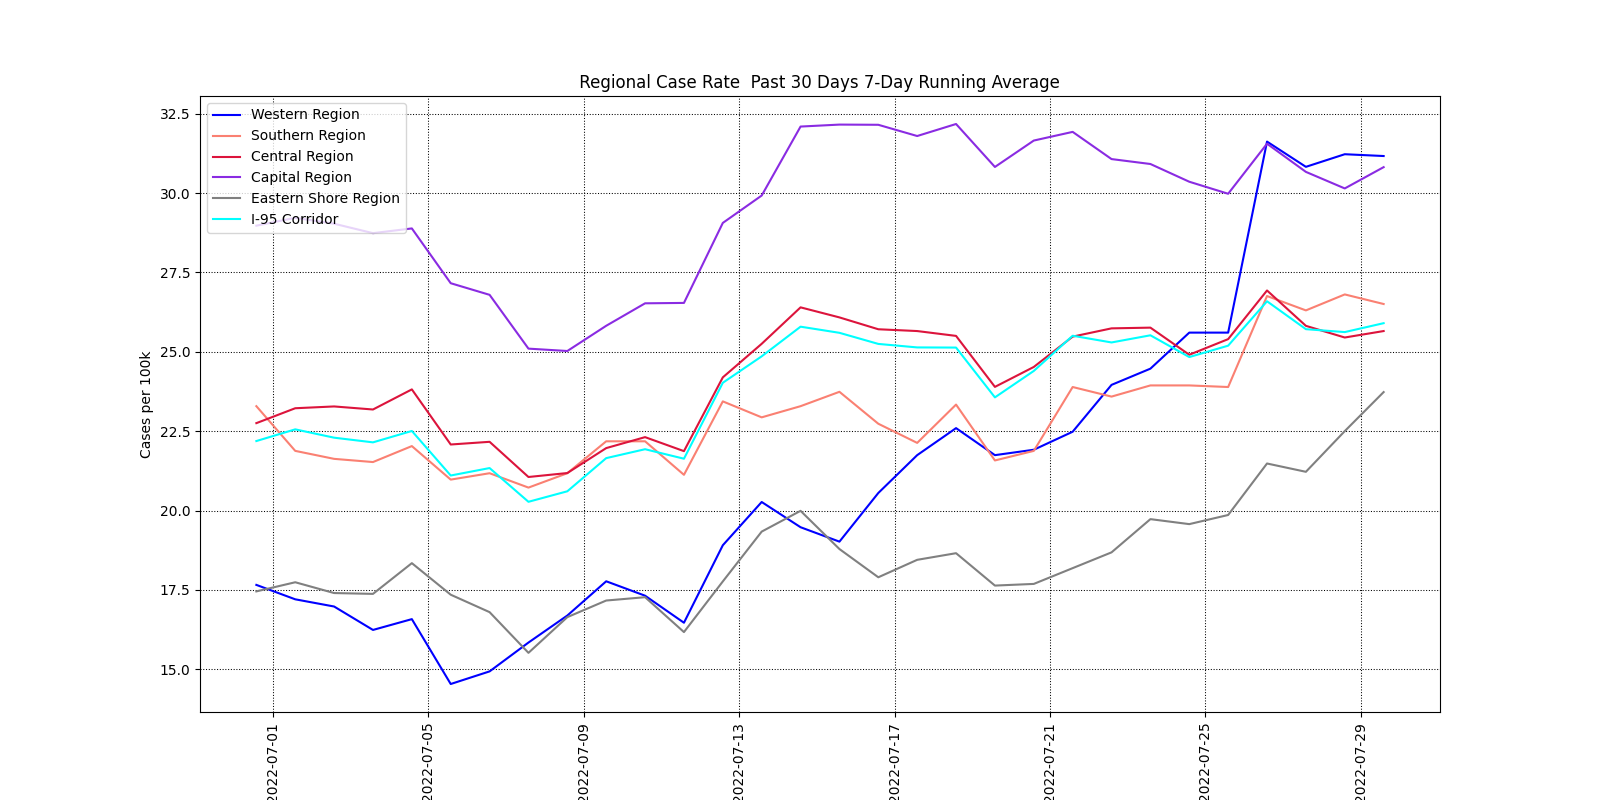 Regional Case Rate  Past 30 Days 7-Day Running Average
32.5
30.0
27.5
25.0
22.5
20.0
17.5
15.0
Cases per 100k
Western Region
Southern Region
Central Region
Capital Region
Eastern Shore Region
I-95 Corridor
2022-07-01
2022-07-05
2022-07-09
2022-07-13
2022-07-17
2022-07-21
2022-07-25
2022-07-29